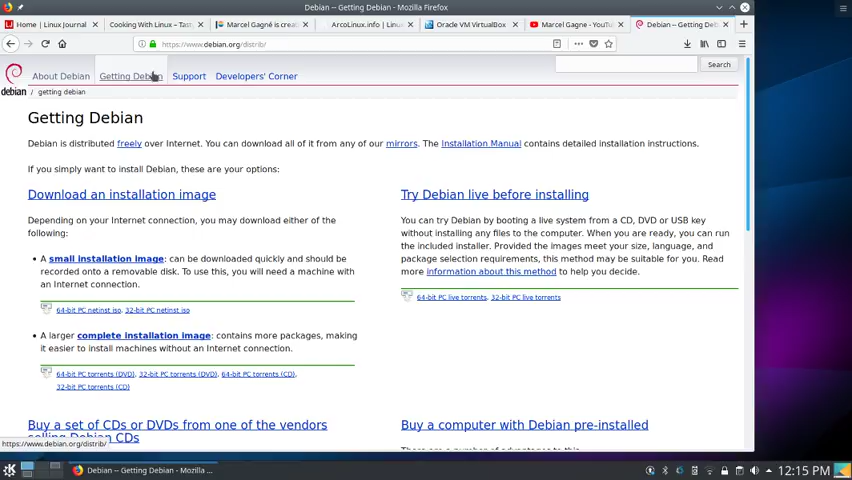 Debian -- Getting Debian - Mozilla Firefox
Home | Linux Journal
Cooking With Linux – Tasty
Marcel Gagné is creati
ArcoLinux.info | Linux
Oracle VM VirtualBox
Marcel Gagne - YouTu
Debian -- Getting Deb
https://www.debian.org/distrib/
About Debian Getting Debian Support Developers' Corner
Search
debian / getting debian
Getting Debian
Debian is distributed freely over Internet. You can download all of it from any of our mirrors. The Installation Manual contains detailed installation instructions.
If you simply want to install Debian, these are your options:
Download an installation image
Depending on your Internet connection, you may download either of the
following:
A small installation image: can be downloaded quickly and should be
recorded onto a removable disk. To use this, you will need a machine with
an Internet connection.
64-bit PC netinst iso, 32-bit PC netinst iso
A larger complete installation image: contains more packages, making
it easier to install machines without an Internet connection.
64-bit PC torrents (DVD), 32-bit PC torrents (DVD), 64-bit PC torrents (CD),
32-bit PC torrents (CD)
Try Debian live before installing
You can try Debian by booting a live system from a CD, DVD or USB key
without installing any files to the computer. When you are ready, you can run
the included installer. Provided the images meet your size, language, and
package selection requirements, this method may be suitable for you. Read
more information about this method to help you decide.
64-bit PC live torrents, 32-bit PC live torrents
Buy a set of CDs or DVDs from one of the vendors
selling Debian CDs
Buy a computer with Debian pre-installed
There are a number of advantages to this
https://www.debian.org/distrib/
Debian -- Getting Debian - Mozilla ...
12:15 PM